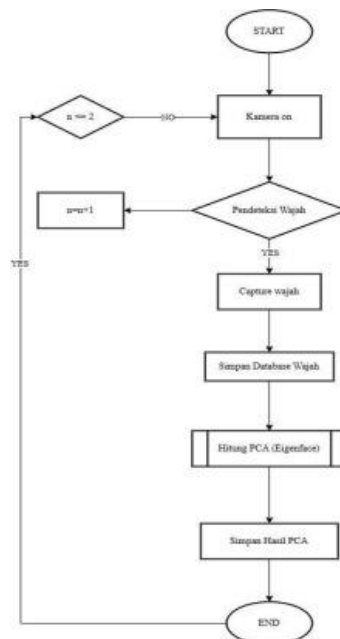 START
n <= 2
NO
Kamera on
n=n+1
Pendeteksi Wajah
YES
YES
Capture wajah
Simpan Database Wajah
Hitung PCA (Eigenface)
Simpan Hasil PCA
END